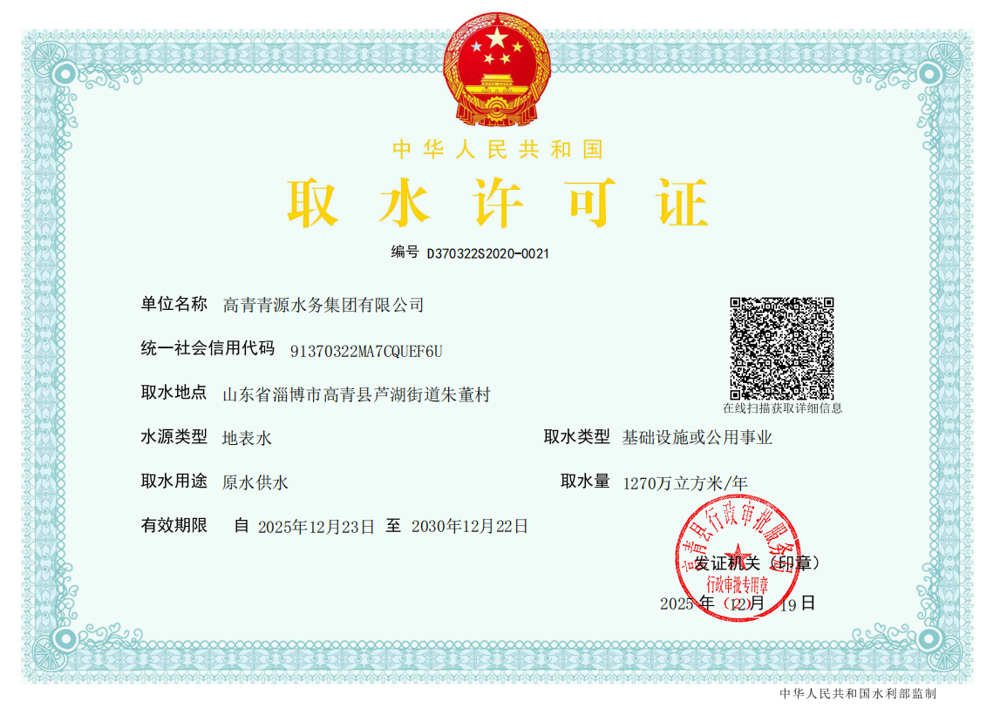 中华人民共和国
取水许可证
编号 D370322S2020-0021
单位名称 高青青源水务集团有限公司
统一社会信用代码 91370322MA7CQUEF6U
取水地点 山东省淄博市高青县芦湖街道朱董村
在线扫描获取详细信息
水源类型 地表水 取水类型 基础设施或公用事业
取水用途 原水供水 取水量 1270万立方米/年
有效期限 自 2025年12月23日 至 2030年12月22日
高青县行政审批服务局
发证机关（印章）
行政审批专用章
（2）
2025 年 12 月 19 日
中华人民共和国水利部监制